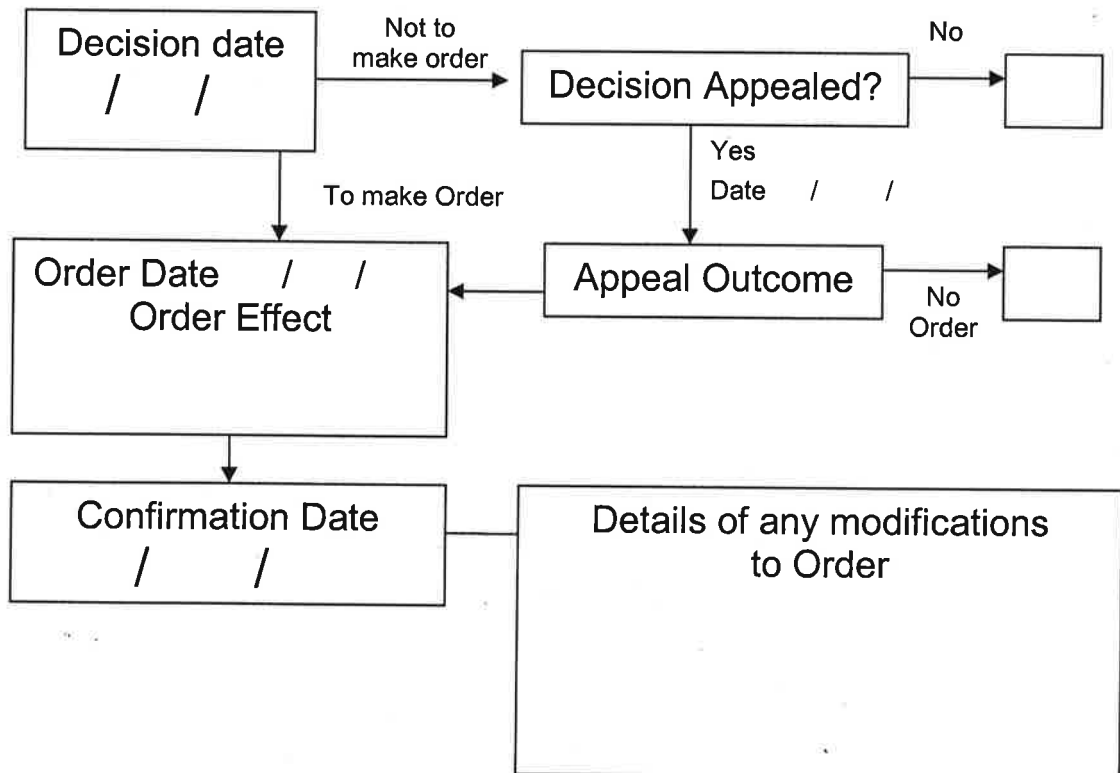 Decision date
/ /
Not to
make order
Decision Appealed?
No
Yes
Date / /
To make Order
Order Date / /
Order Effect
Appeal Outcome
No
Order
Confirmation Date
/ /
Details of any modifications
to Order